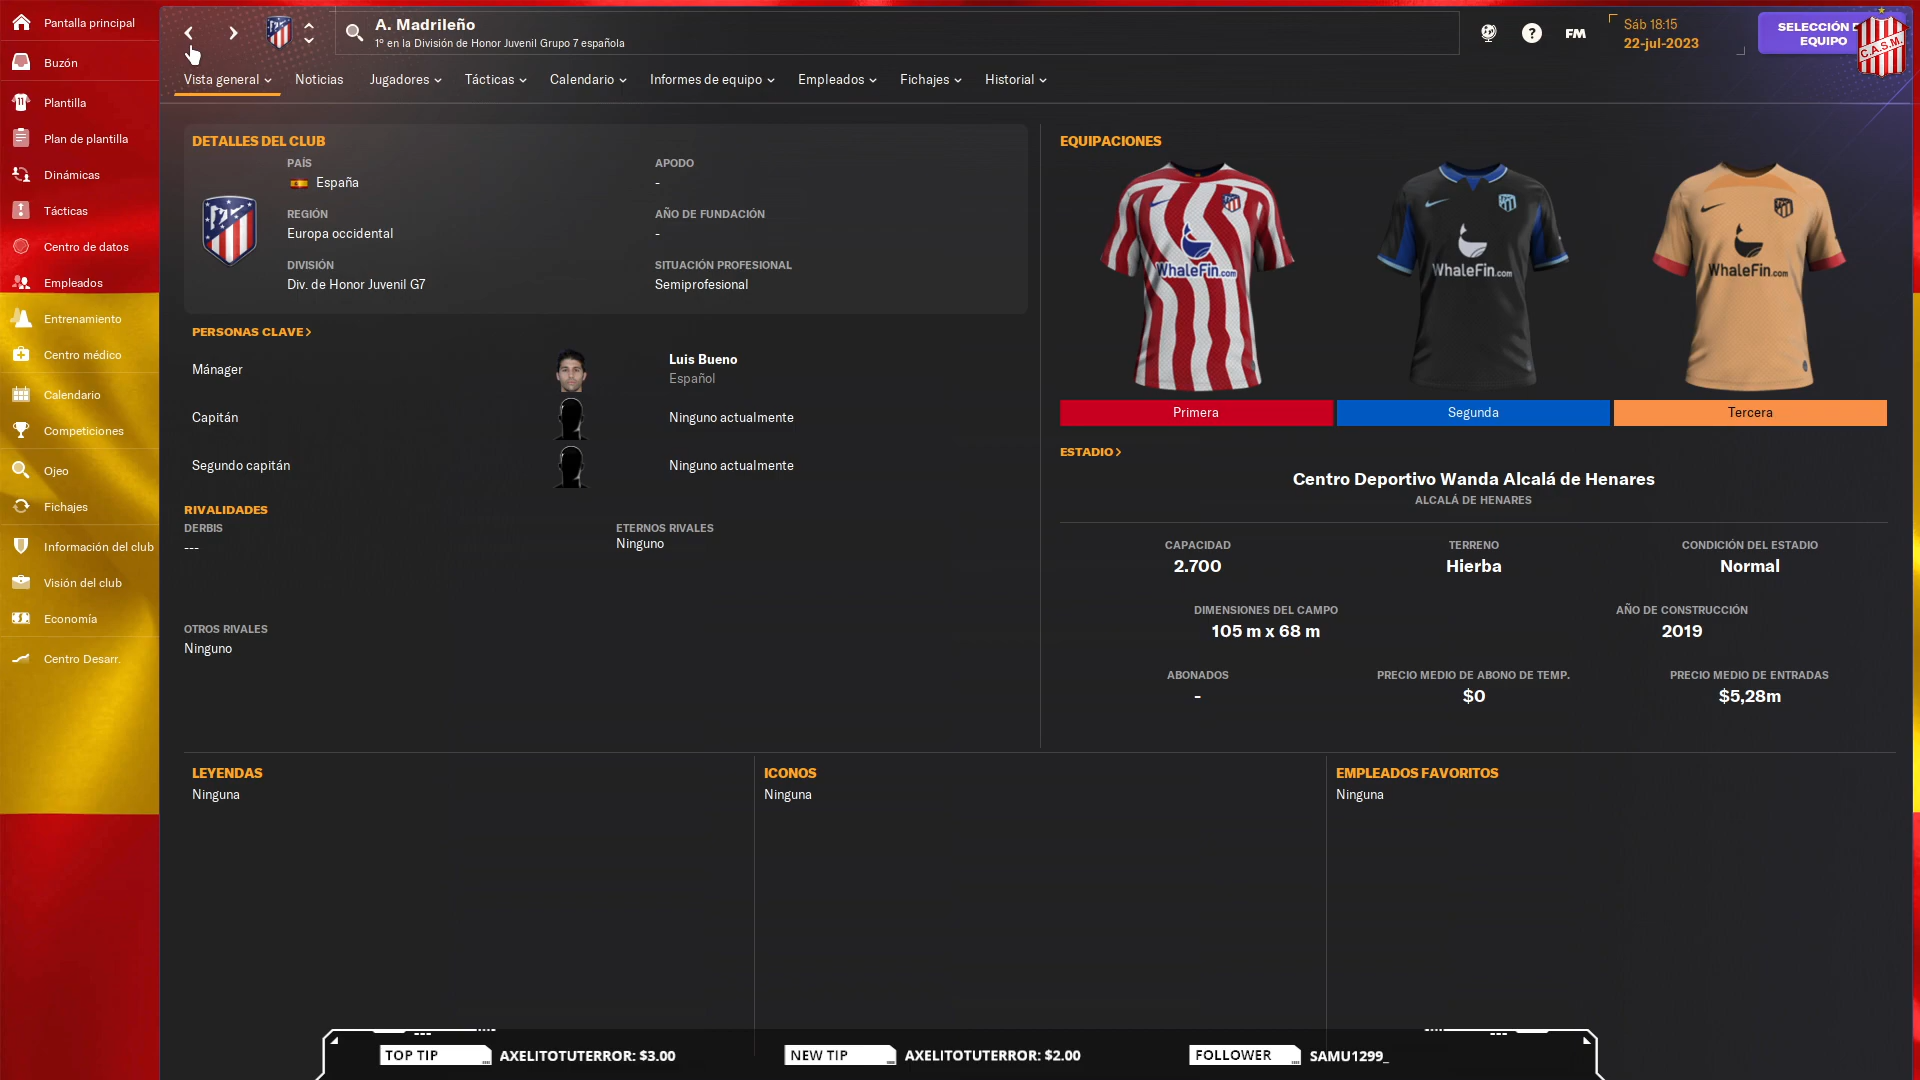 Pantalla principal
Buzón
Plantilla
Plan de plantilla
Dinámicas
Tácticas
Centro de datos
Empleados
Entrenamiento
Centro médico
Calendario
Competiciones
Ojeo
Fichajes
Información del club
Visión del club
Economía
Centro Desarr.
A. Madrileño
1º en la División de Honor Juvenil Grupo 7 española
FM
Sáb 18:15
22-jul-2023
SELECCIÓN
EQUIPO
C.A.S.M.
Vista general
Noticias
Jugadores
Tácticas
Calendario
Informes de equipo
Empleados
Fichajes
Historial
DETALLES DEL CLUB
PAÍS
España
APODO
-
REGIÓN
Europa occidental
AÑO DE FUNDACIÓN
-
DIVISIÓN
Div. de Honor Juvenil G7
SITUACIÓN PROFESIONAL
Semiprofesional
PERSONAS CLAVE
Mánager
Luis Bueno
Español
Capitán
Ninguno actualmente
Segundo capitán
Ninguno actualmente
RIVALIDADES
DERBIS
---
ETERNOS RIVALES
Ninguno
OTROS RIVALES
Ninguno
EQUIPACIONES
WhaleFin.com
WhaleFin.com
WhaleFin.com
Primera
Segunda
Tercera
ESTADIO
Centro Deportivo Wanda Alcalá de Henares
ALCALÁ DE HENARES
CAPACIDAD
2.700
TERRENO
Hierba
CONDICIÓN DEL ESTADIO
Normal
DIMENSIONES DEL CAMPO
105 m x 68 m
AÑO DE CONSTRUCCIÓN
2019
ABONADOS
-
PRECIO MEDIO DE ABONO DE TEMP.
$0
PRECIO MEDIO DE ENTRADAS
$5,28m
LEYENDAS
Ninguna
ICONOS
Ninguna
EMPLEADOS FAVORITOS
Ninguna
TOP TIP
AXELITOTUTERROR: $3.00
NEW TIP
AXELITOTUTERROR: $2.00
FOLLOWER
SAMU1299_